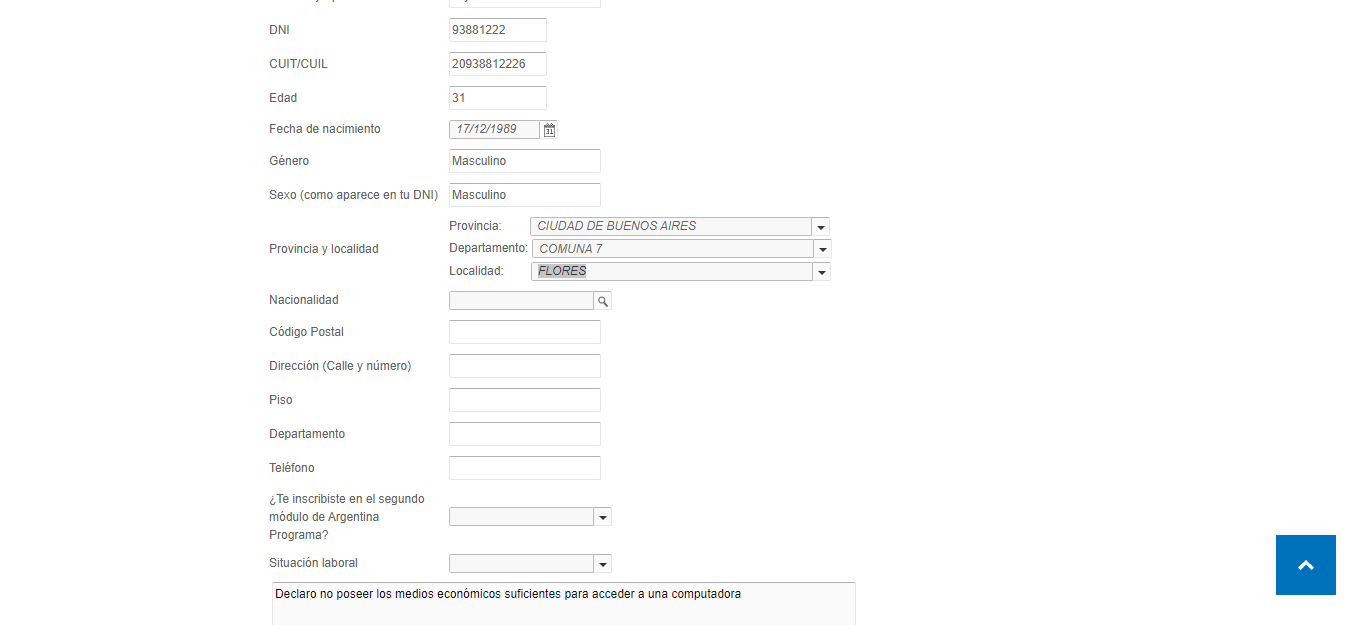 DNI 93881222
CUIT/CUIL 20938812226
Edad 31
Fecha de nacimiento 17/12/1989
Género Masculino
Sexo (como aparece en tu DNI) Masculino
Provincia y localidad
Provincia: CIUDAD DE BUENOS AIRES
Departamento: COMUNA 7
Localidad: FLORES
Nacionalidad
Código Postal
Dirección (Calle y número)
Piso
Departamento
Teléfono
¿Te inscribiste en el segundo
módulo de Argentina
Programa?
Situación laboral
Declaro no poseer los medios económicos suficientes para acceder a una computadora